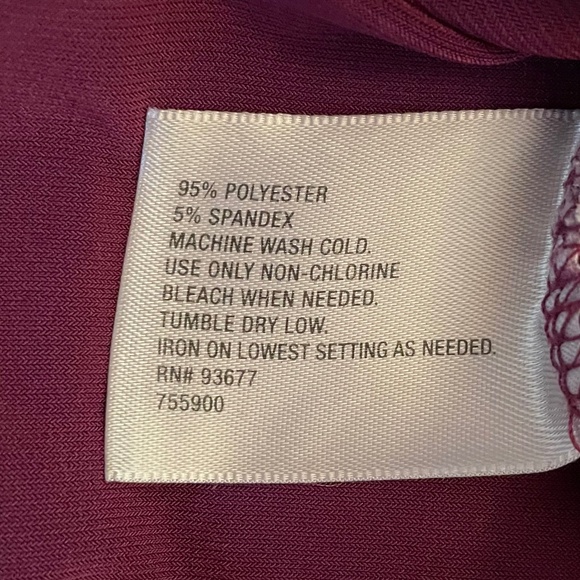 95% POLYESTER
5% SPANDEX
MACHINE WASH COLD.
USE ONLY NON-CHLORINE
BLEACH WHEN NEEDED.
TUMBLE DRY LOW.
IRON ON LOWEST SETTING AS NEEDED.
RN# 93677
755900